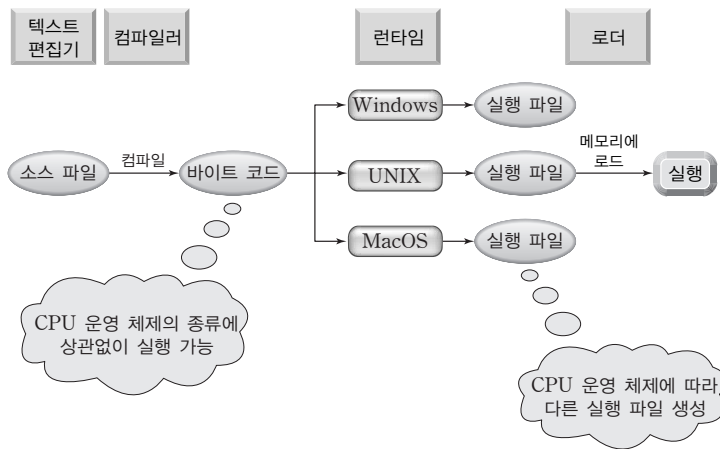 텍스트
편집기
컴파일러
런타임
로더
Windows
실행 파일
소스 파일
컴파일
바이트 코드
UNIX
실행 파일
메모리에
로드
실행
MacOS
실행 파일
CPU 운영 체제의 종류에
상관없이 실행 가능
CPU 운영 체제에 따라
다른 실행 파일 생성